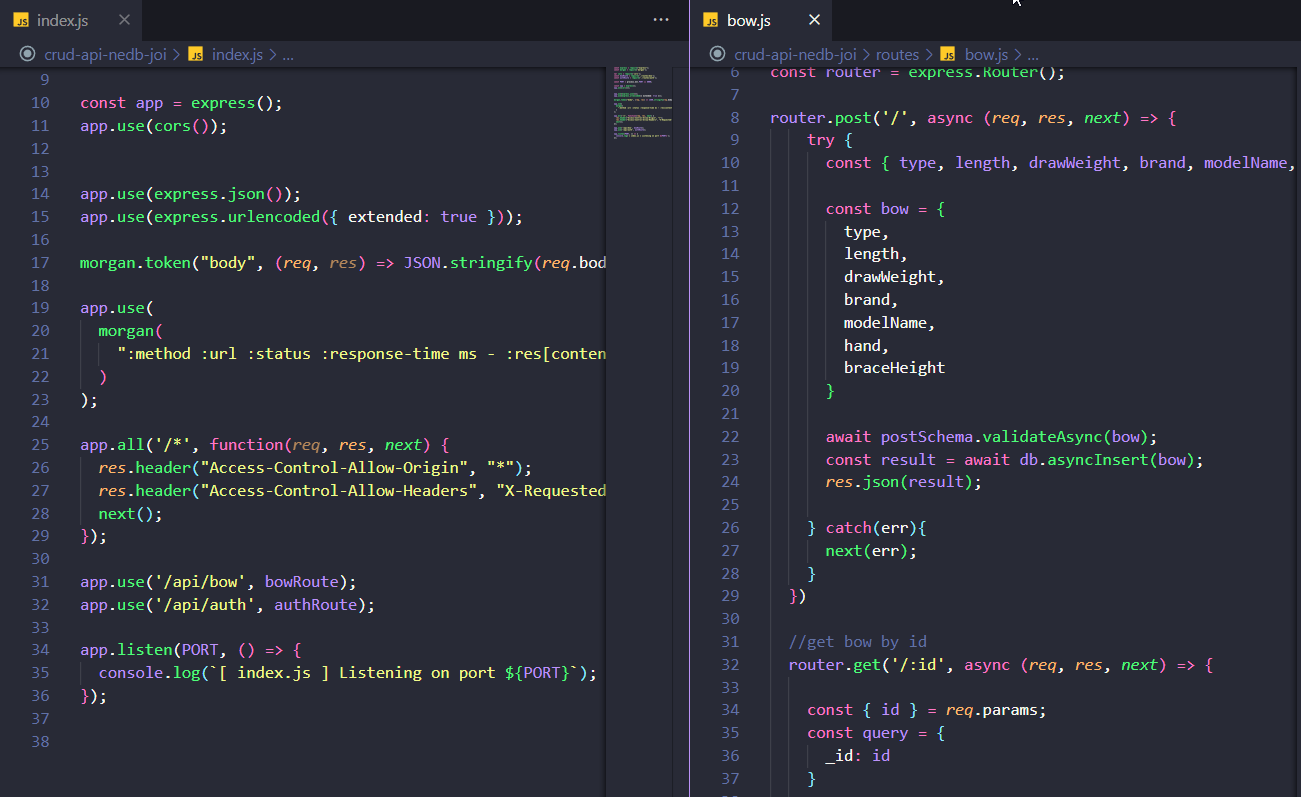 JS index.js × ...
crud-api-nedb-joi > JS index.js > ...
9
10 const app = express();
11 app.use(cors());
12
13
14 app.use(express.json());
15 app.use(express.urlencoded({ extended: true }));
16
17 morgan.token("body", (req, res) => JSON.stringify(req.bod
18
19 app.use(
20 morgan(
21 ":method :url :status :response-time ms - :res[conten
22 )
23 );
24
25 app.all('/*', function(req, res, next) {
26 res.header("Access-Control-Allow-Origin", "*");
27 res.header("Access-Control-Allow-Headers", "X-Requested
28 next();
29 });
30
31 app.use('/api/bow', bowRoute);
32 app.use('/api/auth', authRoute);
33
34 app.listen(PORT, () => {
35 console.log(`[ index.js ] Listening on port ${PORT}`);
36 });
37
38
JS bow.js ×
crud-api-nedb-joi > routes > JS bow.js > ...
6 const router = express.Router();
7
8 router.post('/', async (req, res, next) => {
9 try {
10 const { type, length, drawWeight, brand, modelName,
11
12 const bow = {
13 type,
14 length,
15 drawWeight,
16 brand,
17 modelName,
18 hand,
19 braceHeight
20 }
21
22 await postSchema.validateAsync(bow);
23 const result = await db.asyncInsert(bow);
24 res.json(result);
25
26 } catch(err){
27 next(err);
28 }
29 })
30
31 //get bow by id
32 router.get('/:id', async (req, res, next) => {
33
34 const { id } = req.params;
35 const query = {
36 _id: id
37 }